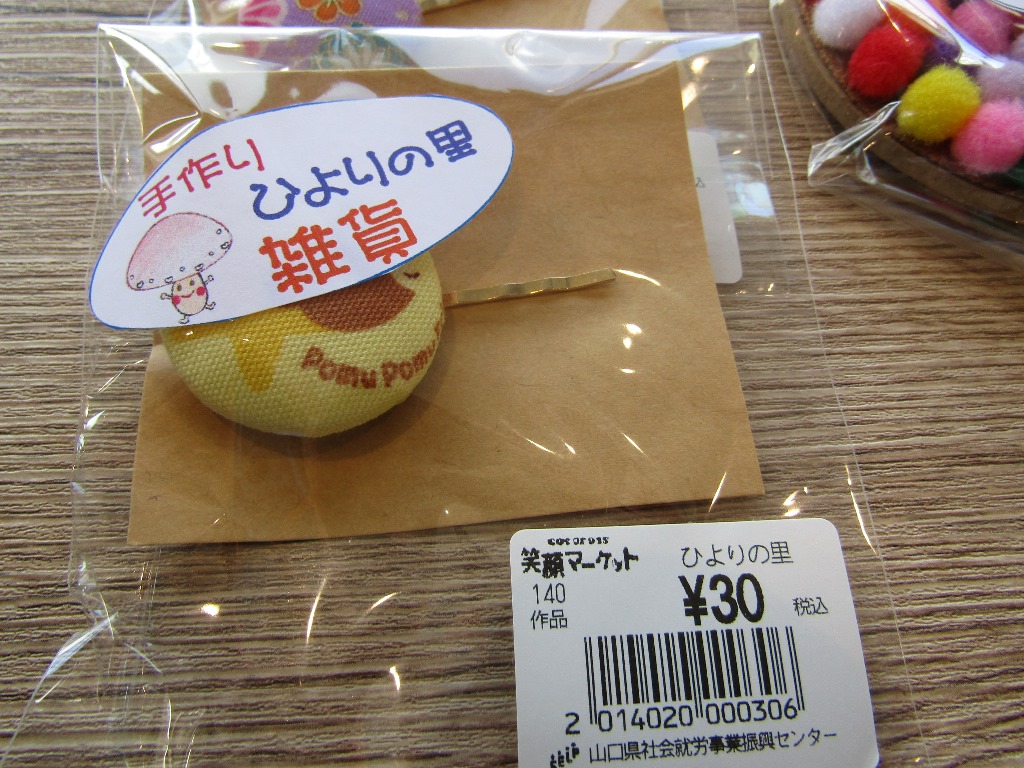 手作り
ひよりの里
雑貨
Pomu Pomu
笑顔マーケット
ひよりの里
140
¥30
税込
作品
2 014020 000306
山口県社会就労事業振興センター